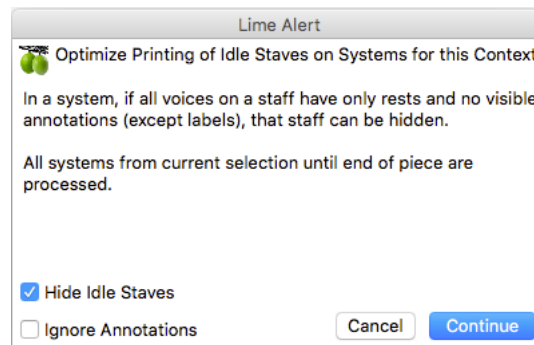 Lime Alert
Optimize Printing of Idle Staves on Systems for this Context
In a system, if all voices on a staff have only rests and no visible
annotations (except labels), that staff can be hidden.
All systems from current selection until end of piece are
processed.
Hide Idle Staves
Ignore Annotations
Cancel
Continue